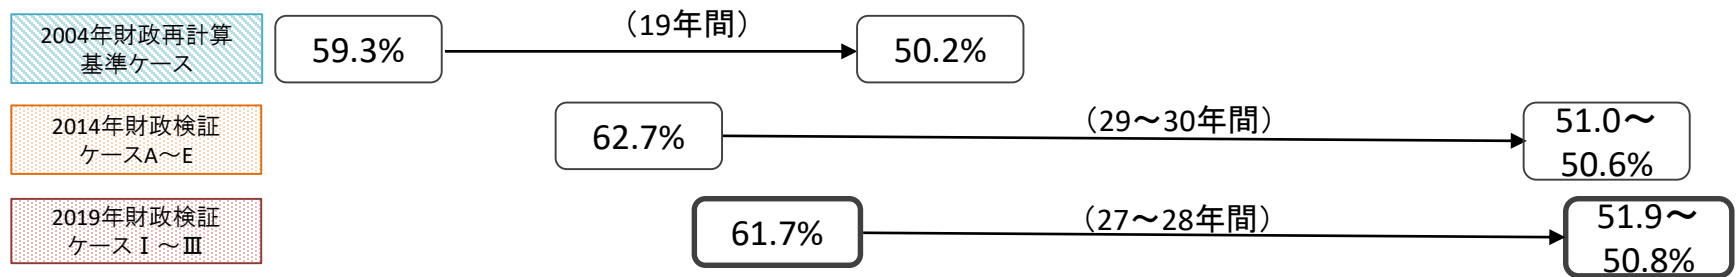 2004年財政再計算
基準ケース
59.3%
（19年間）
50.2%
2014年財政検証
ケースA～E
62.7%
（29～30年間）
51.0～
50.6%
2019年財政検証
ケースⅠ～Ⅲ
61.7%
（27～28年間）
51.9～
50.8%